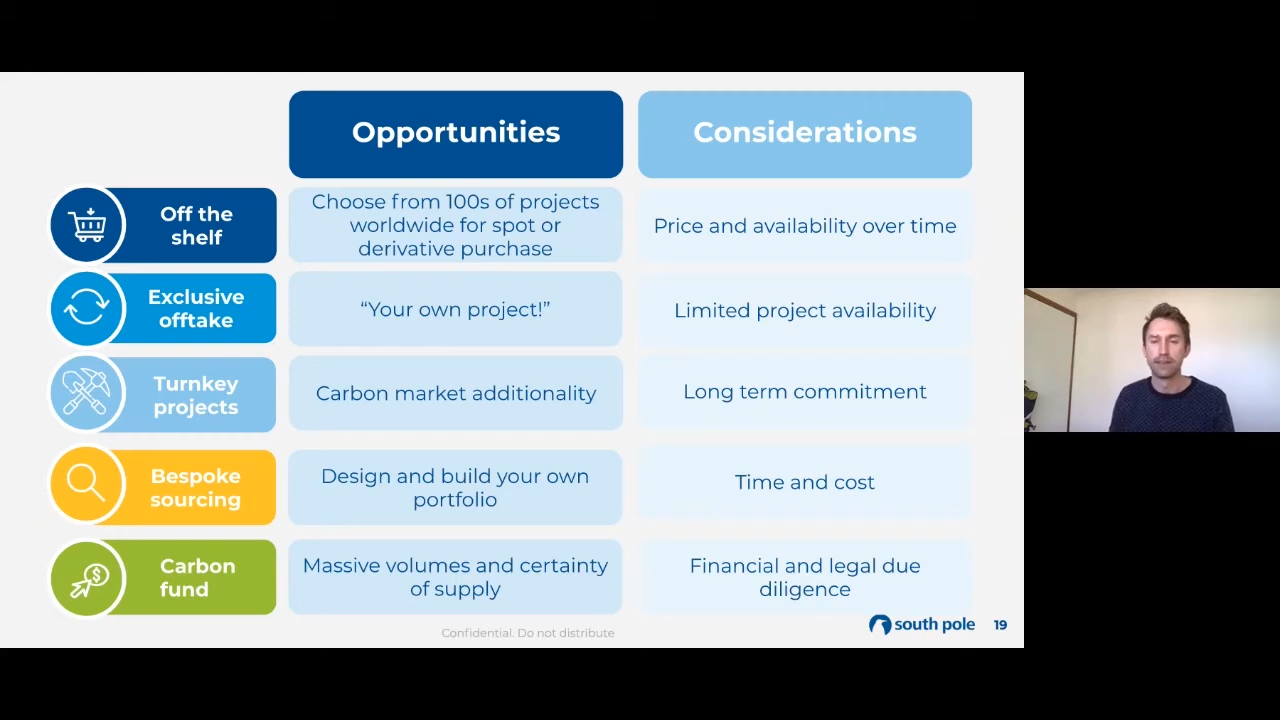 Opportunities
Considerations
Off the
shelf
Choose from 100s of projects
worldwide for spot or
derivative purchase
Price and availability over time
Exclusive
offtake
“Your own project!”
Limited project availability
Turnkey
projects
Carbon market additionality
Long term commitment
Bespoke
sourcing
Design and build your own
portfolio
Time and cost
Carbon
fund
$
Massive volumes and certainty
of supply
Financial and legal due
diligence
Confidential. Do not distribute
south pole
19